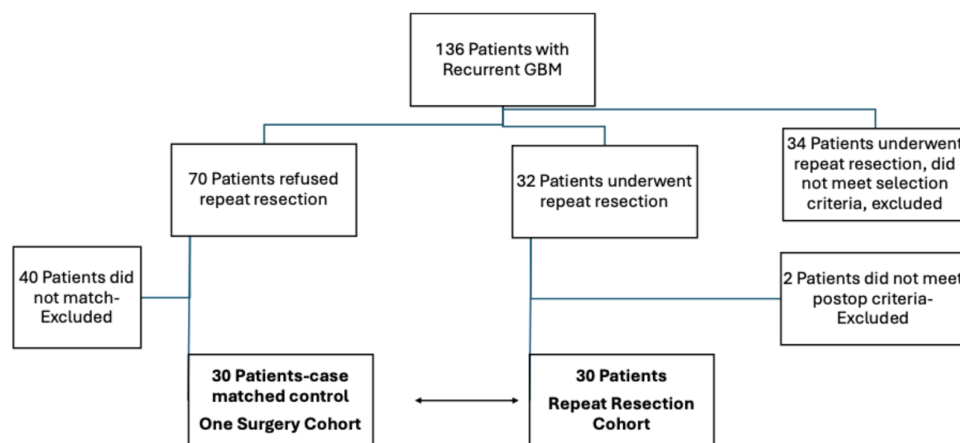 136 Patients with
Recurrent GBM
70 Patients refused
repeat resection
32 Patients underwent
repeat resection
34 Patients underwent
repeat resection, did
not meet selection
criteria, excluded
40 Patients did
not match-
Excluded
2 Patients did not meet
postop criteria-
Excluded
30 Patients-case
matched control
One Surgery Cohort
30 Patients
Repeat Resection
Cohort